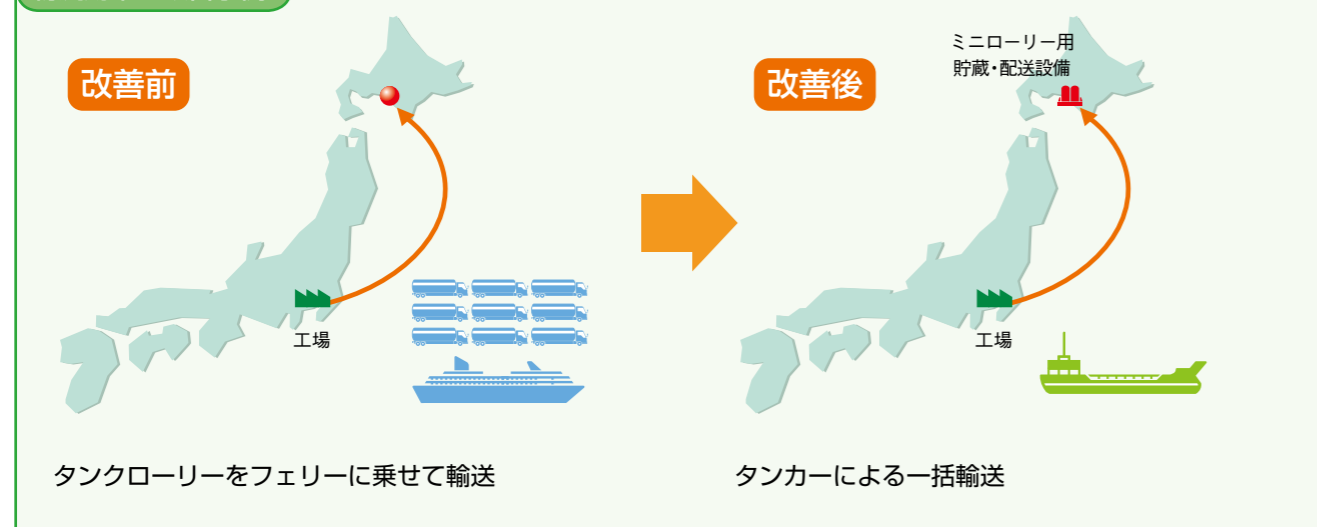 改善前
工場
タンクローリーをフェリーに乗せて輸送
改善後
ミニローリー用
貯蔵・配送設備
工場
タンカーによる一括輸送